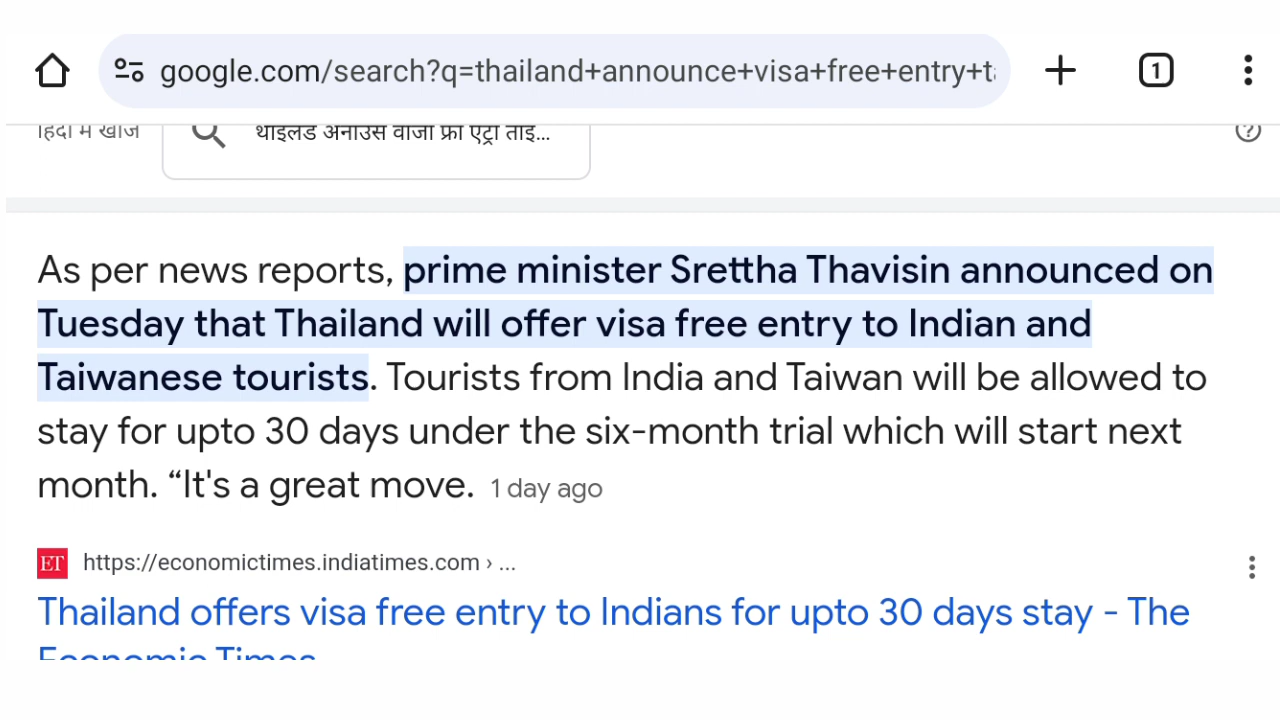 google.com/search?q=thailand+announce+visa+free+entry+t
1
हिंदी में खोजें
थाईलैंड अनाउंस वीजा फ्री एंट्री ताइ...
As per news reports, prime minister Srettha Thavisin announced on
Tuesday that Thailand will offer visa free entry to Indian and
Taiwanese tourists. Tourists from India and Taiwan will be allowed to
stay for upto 30 days under the six-month trial which will start next
month. “It's a great move. 1 day ago
ET
https://economictimes.indiatimes.com › ...
Thailand offers visa free entry to Indians for upto 30 days stay - The
Economic Times